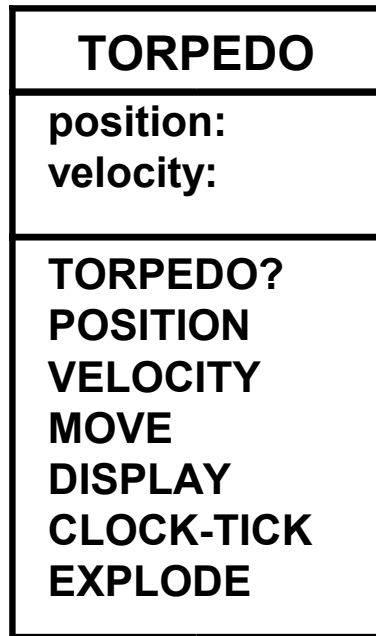 TORPEDO
position:
velocity:
TORPEDO?
POSITION
VELOCITY
MOVE
DISPLAY
CLOCK-TICK
EXPLODE